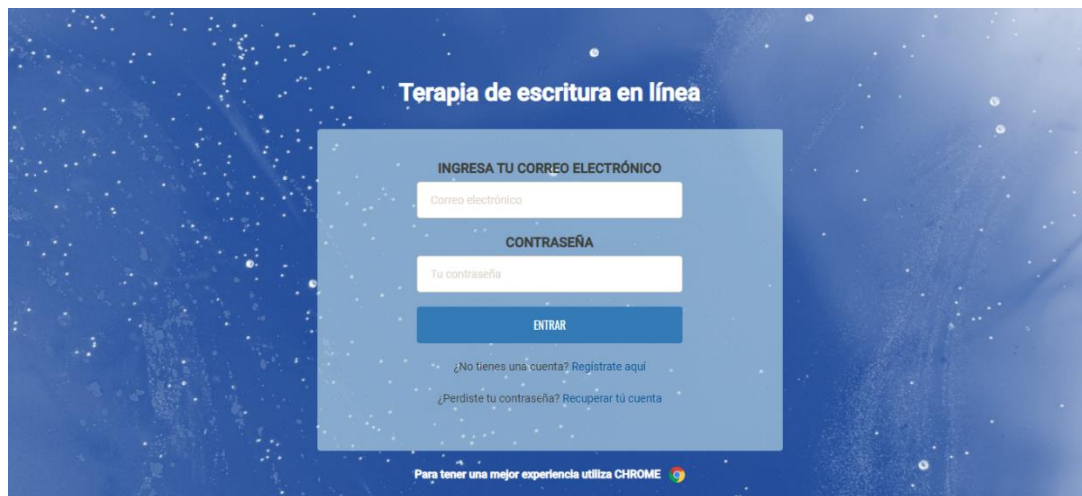 Terapia de escritura en línea
INGRESA TU CORREO ELECTRÓNICO
Correo electrónico
CONTRASEÑA
Tu contraseña
ENTRAR
¿No tienes una cuenta? Regístrate aquí
¿Perdiste tu contraseña? Recuperar tú cuenta
Para tener una mejor experiencia utiliza CHROME